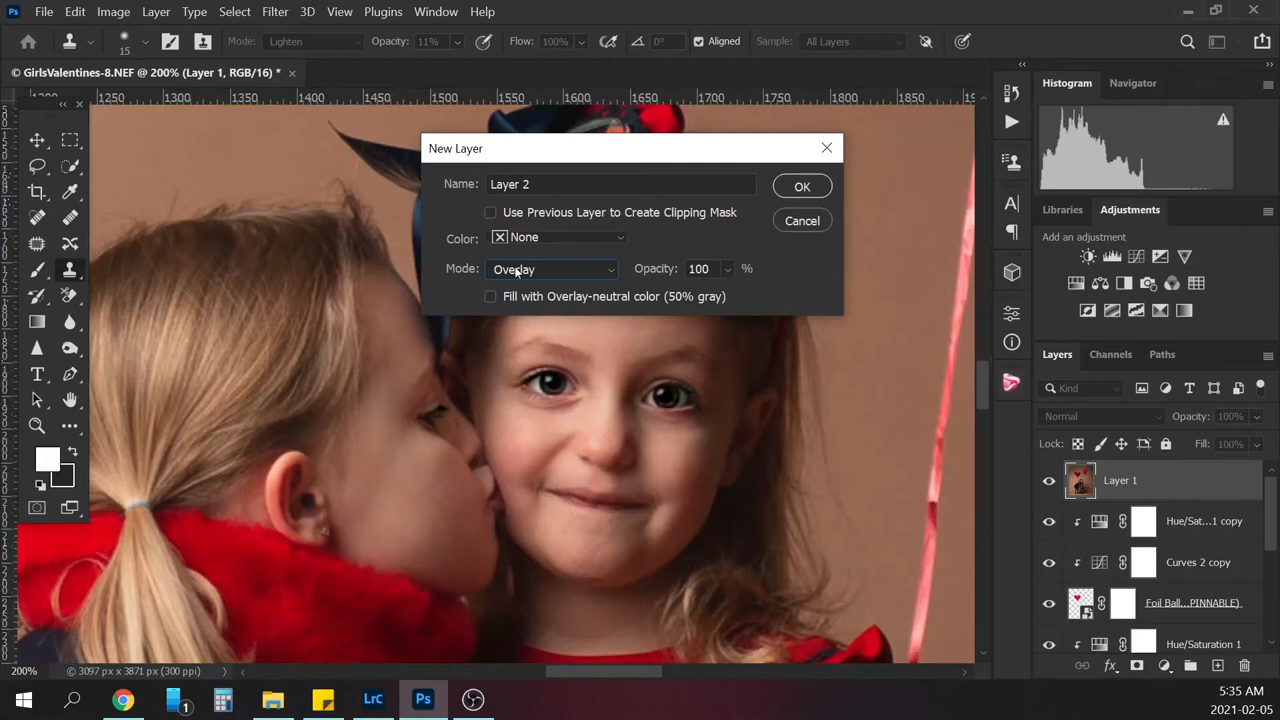 Ps File Edit Image Layer Type Select Filter 3D View Plugins Window Help
15 Mode: Lighten Opacity: 11% Flow: 100% 0° Aligned Sample: All Layers
© GirlsValentines-8.NEF @ 200% (Layer 1, RGB/16) * ×
1250 1300 1350 1400 1450 1500 1550 1600 1650 1700 1750 1800 1850
New Layer
Name: Layer 2
OK
Use Previous Layer to Create Clipping Mask
Cancel
Color: None
Mode: Overlay Opacity: 100 %
Fill with Overlay-neutral color (50% gray)
Histogram Navigator
Libraries Adjustments
Add an adjustment
Layers Channels Paths
Kind
Normal Opacity: 100%
Lock: Fill: 100%
Layer 1
Hue/Sat...1 copy
Curves 2 copy
Foil Ball...PINNABLE)
Hue/Saturation 1
200% © 3097 px x 3871 px (300 ppi)
1 LrC Ps
5:35 AM
2021-02-05